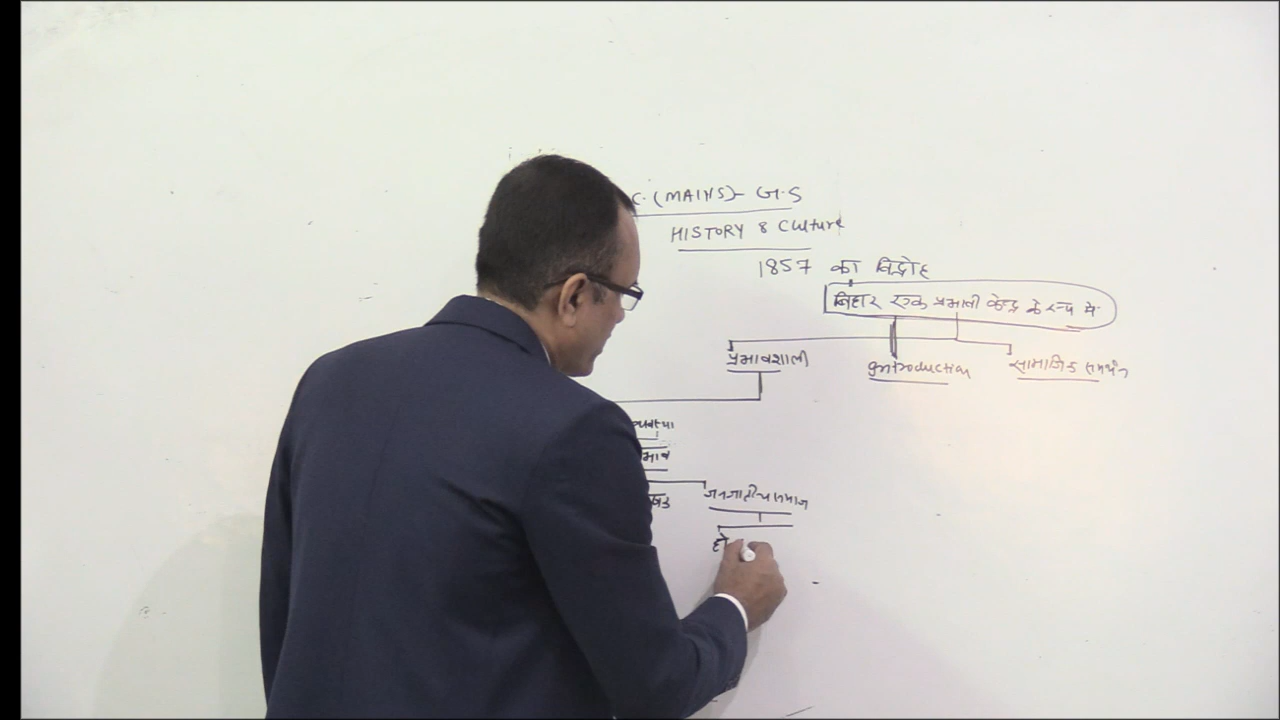 C. (MAINS)- G.S
HISTORY & Culture
1857 का विद्रोह
बिहार एक प्रभावी केन्द्र के रूप में
प्रभावशाली
Introduction
सामाजिक समर्थन
जनजातीय समाज
हो